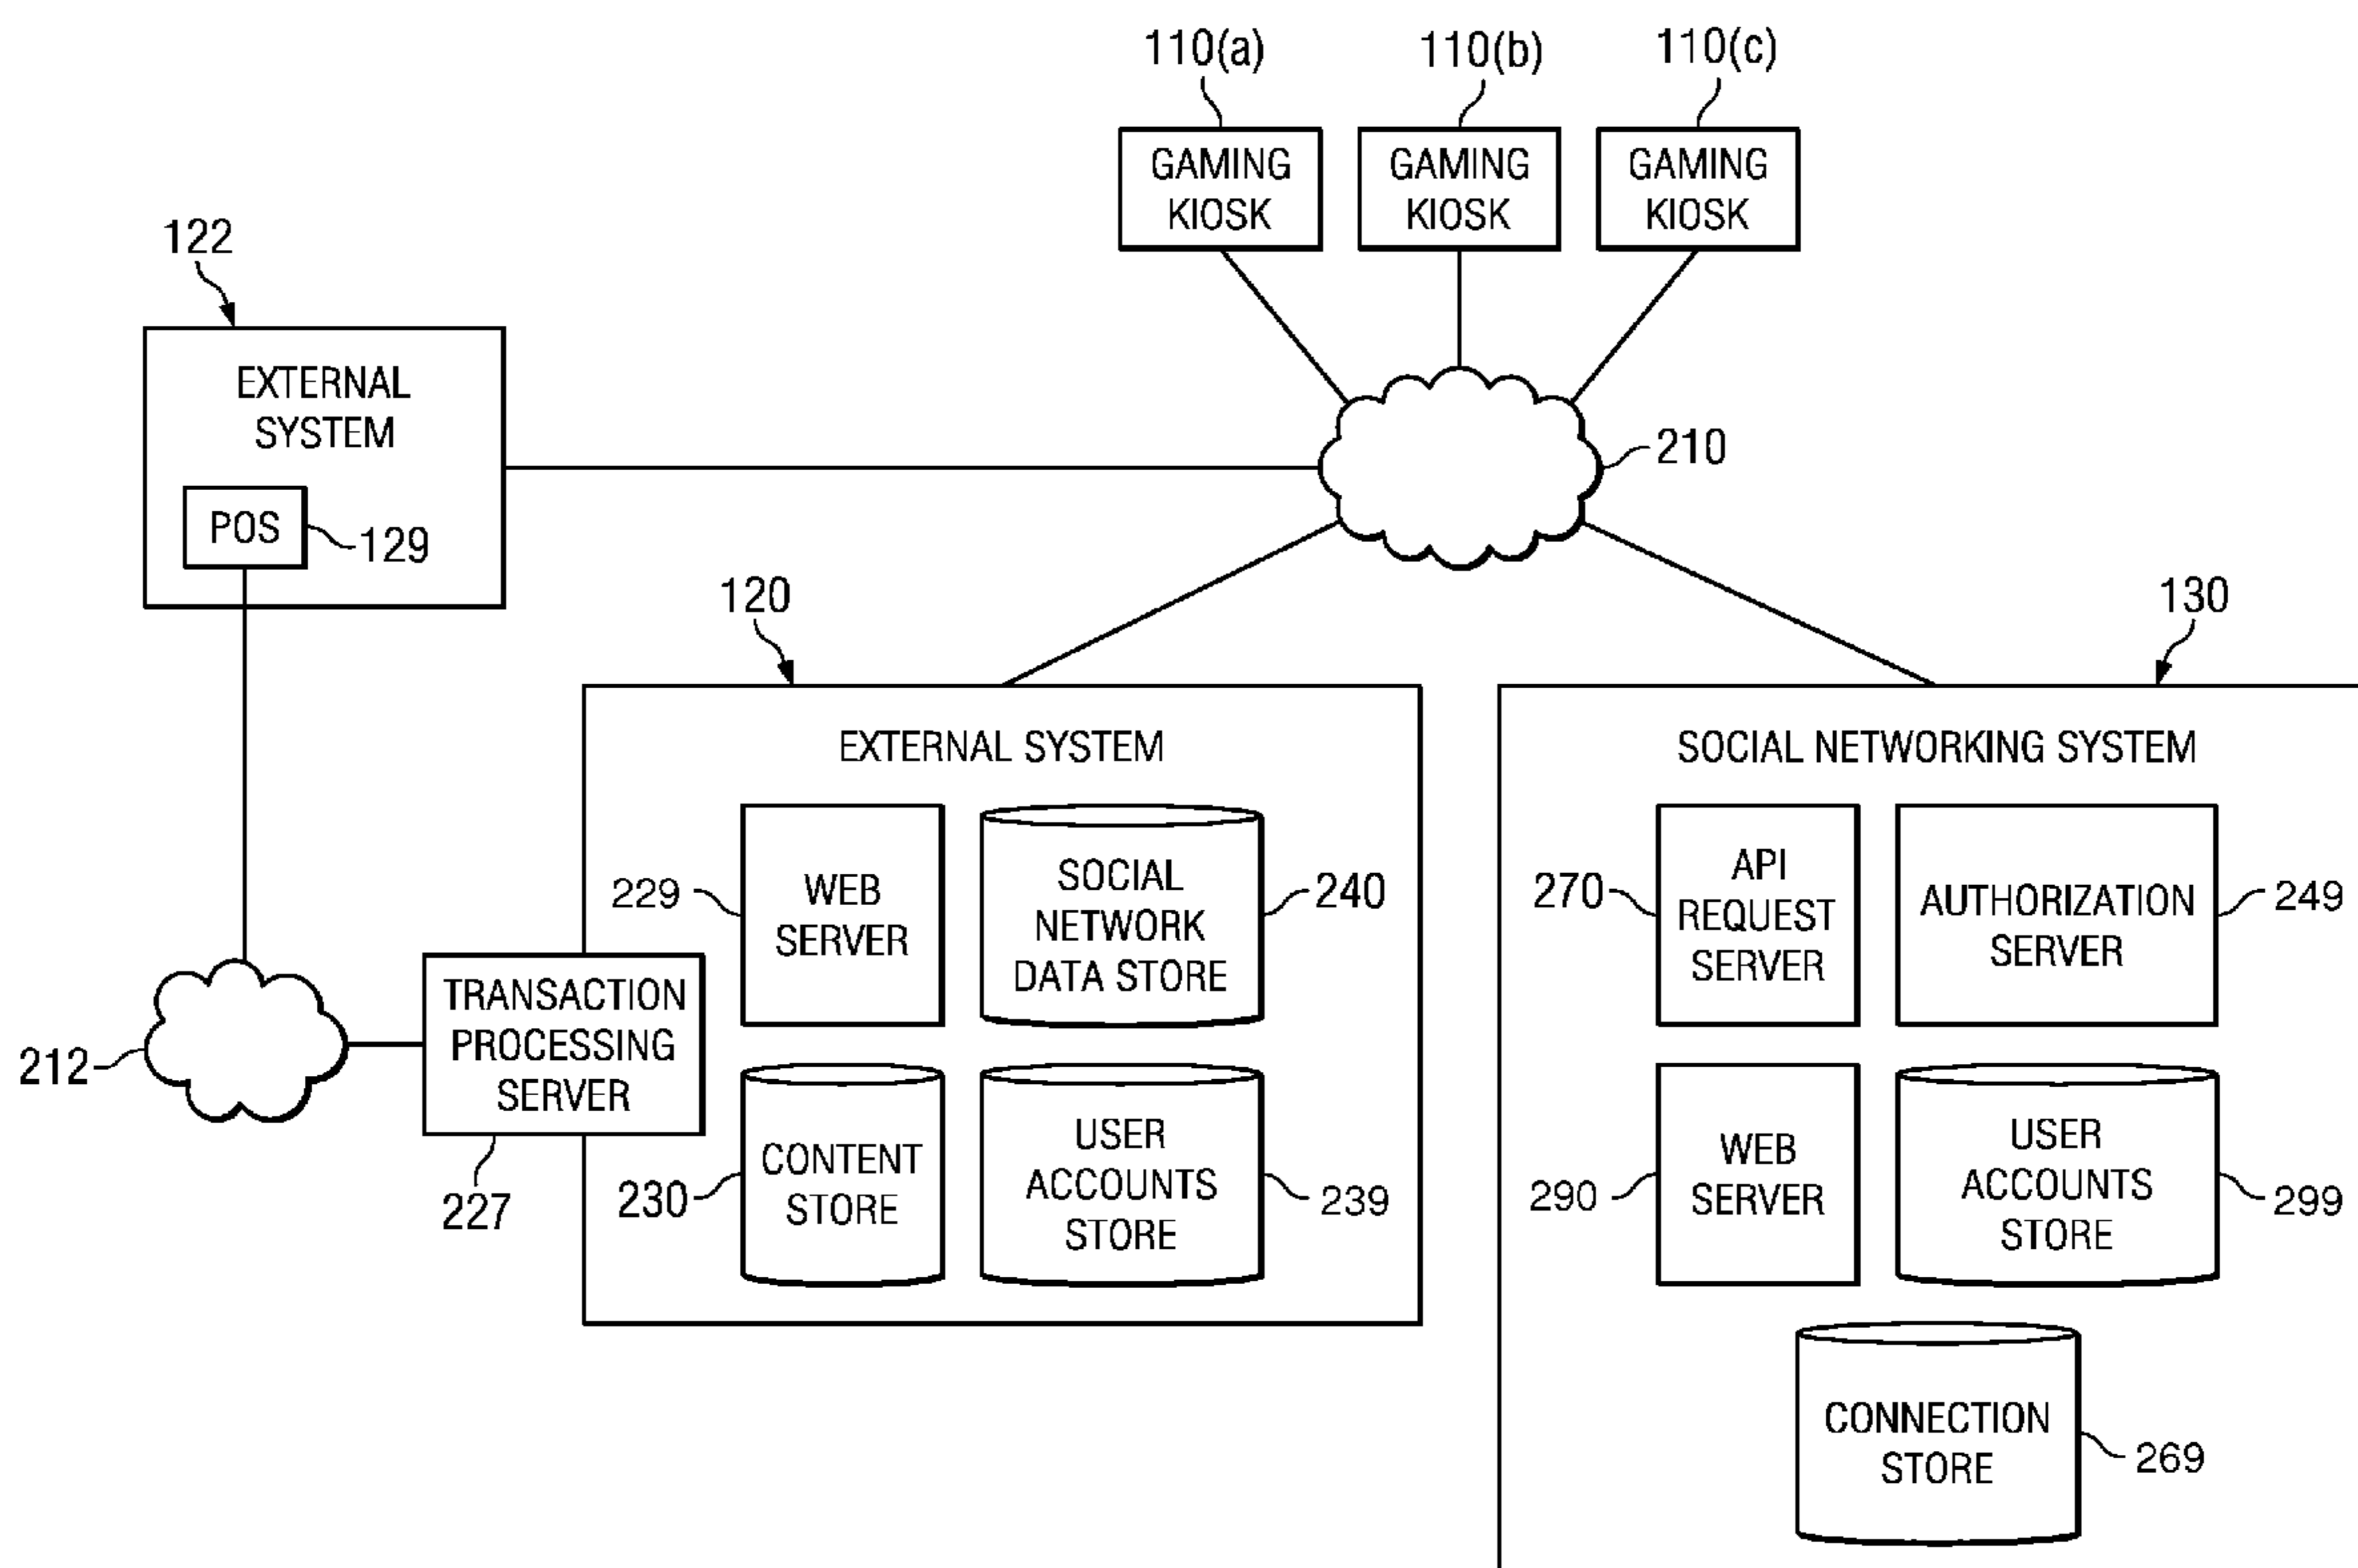 110(a)
110(b)
110(c)
GAMING
KIOSK
GAMING
KIOSK
GAMING
KIOSK
122
EXTERNAL
SYSTEM
POS
129
210
120
130
EXTERNAL SYSTEM
229
WEB
SERVER
SOCIAL
NETWORK
DATA STORE
240
TRANSACTION
PROCESSING
SERVER
227
212
230
CONTENT
STORE
USER
ACCOUNTS
STORE
239
SOCIAL NETWORKING SYSTEM
270
API
REQUEST
SERVER
AUTHORIZATION
SERVER
249
290
WEB
SERVER
USER
ACCOUNTS
STORE
299
CONNECTION
STORE
269